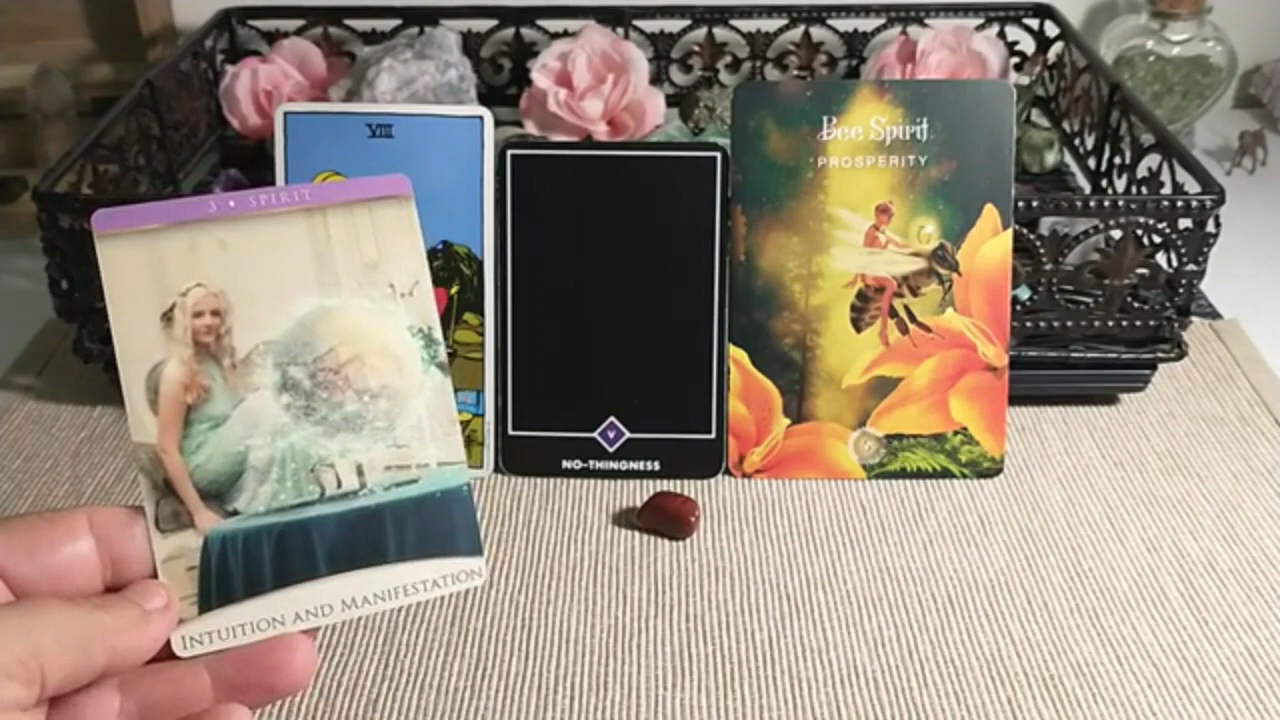 VIII
3 • SPIRIT
INTUITION AND MANIFESTATION
V
NO-THINGNESS
Bee Spirit
PROSPERITY